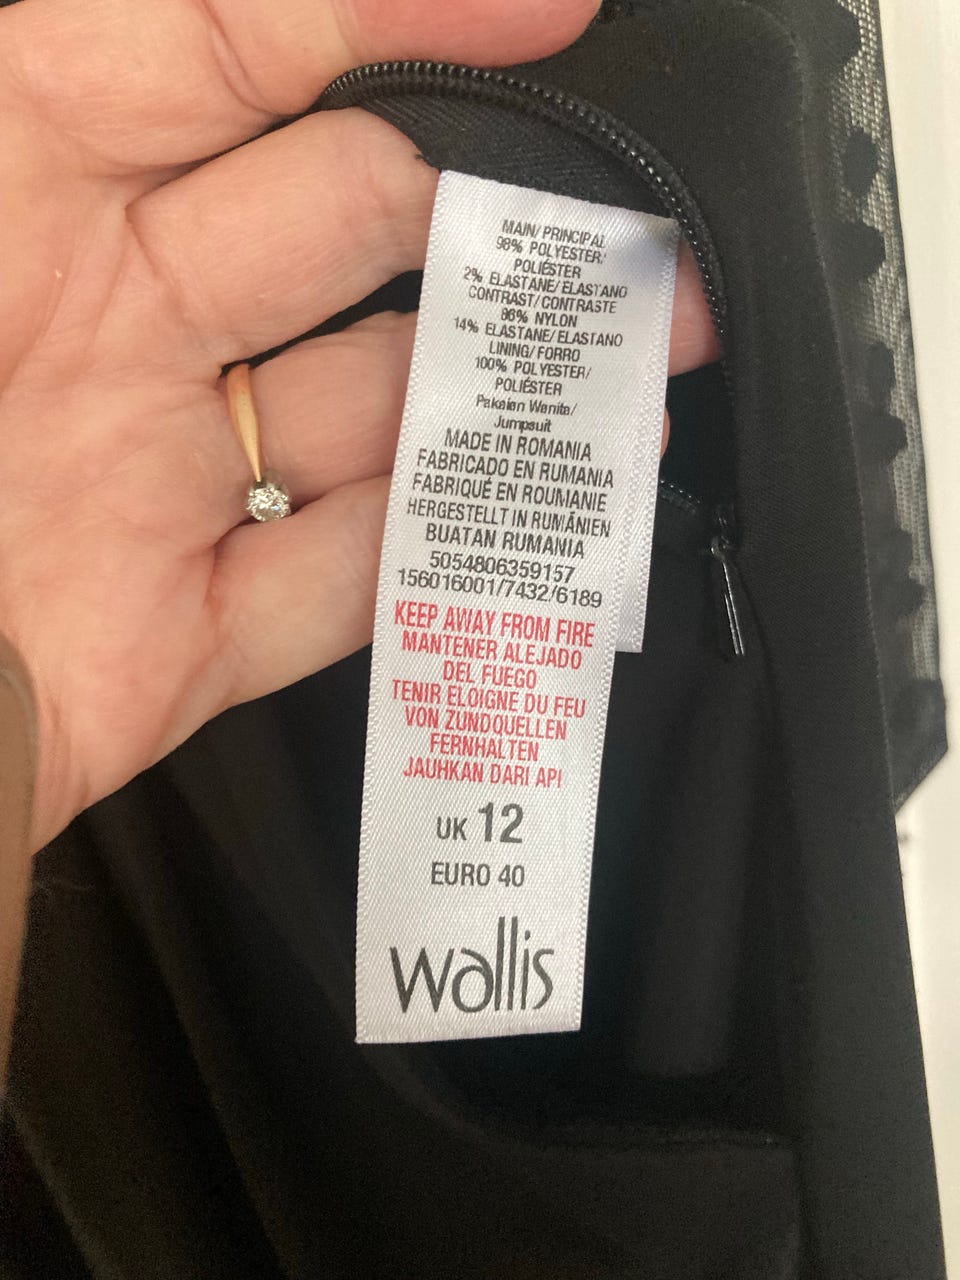 MAIN/PRINCIPAL
98% POLYESTER/
POLIÉSTER
2% ELASTANE/ELASTANO
CONTRAST/CONTRASTE
86% NYLON
14% ELASTANE/ELASTANO
LINING/FORRO
100% POLYESTER/
POLIÉSTER
Pakaian Wanita/
Jumpsuit
MADE IN ROMANIA
FABRICADO EN RUMANIA
FABRIQUÉ EN ROUMANIE
HERGESTELLT IN RUMÄNIEN
BUATAN RUMANIA
5054806359157
156016001/7432/6189
KEEP AWAY FROM FIRE
MANTENER ALEJADO
DEL FUEGO
TENIR ELOIGNE DU FEU
VON ZUNDQUELLEN
FERNHALTEN
JAUHKAN DARI API
UK 12
EURO 40
wallis